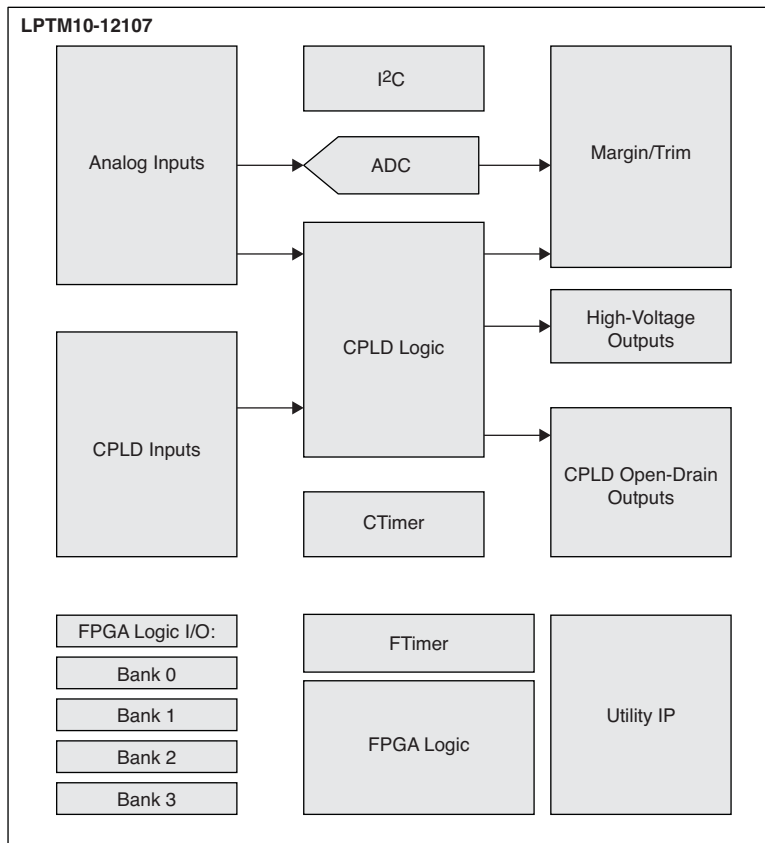 LPTM10-12107
Analog Inputs
I²C
ADC
Margin/Trim
CPLD Logic
High-Voltage
Outputs
CPLD Inputs
CPLD Open-Drain
Outputs
CTimer
FPGA Logic I/O:
Bank 0
Bank 1
Bank 2
Bank 3
FTimer
FPGA Logic
Utility IP